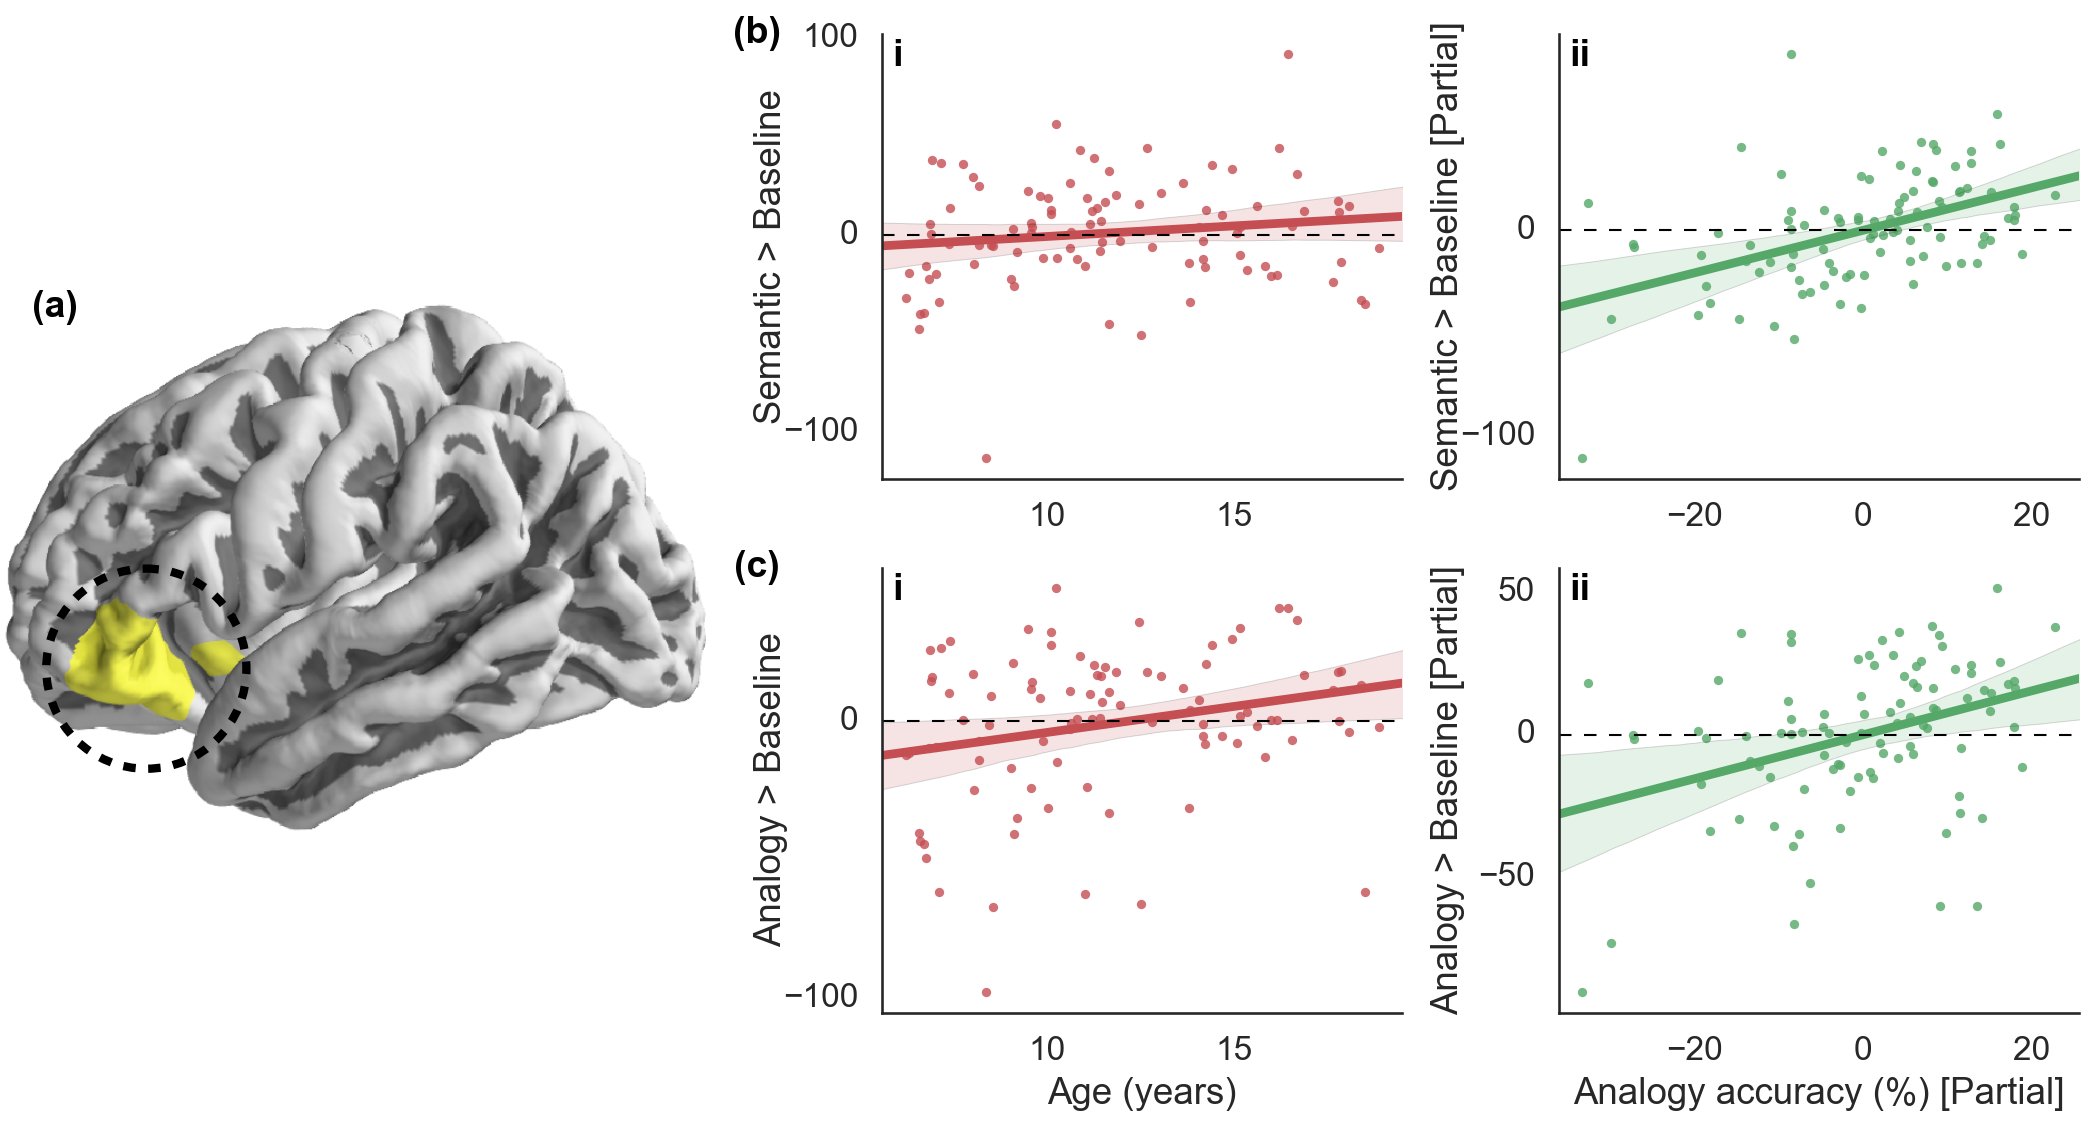 (a)
(b)
i
Semantic > Baseline
100
0
−100
10
15
ii
Semantic > Baseline [Partial]
0
−100
−20
0
20
(c)
i
Analogy > Baseline
0
−100
10
15
Age (years)
ii
Analogy > Baseline [Partial]
50
0
−50
−20
0
20
Analogy accuracy (%) [Partial]